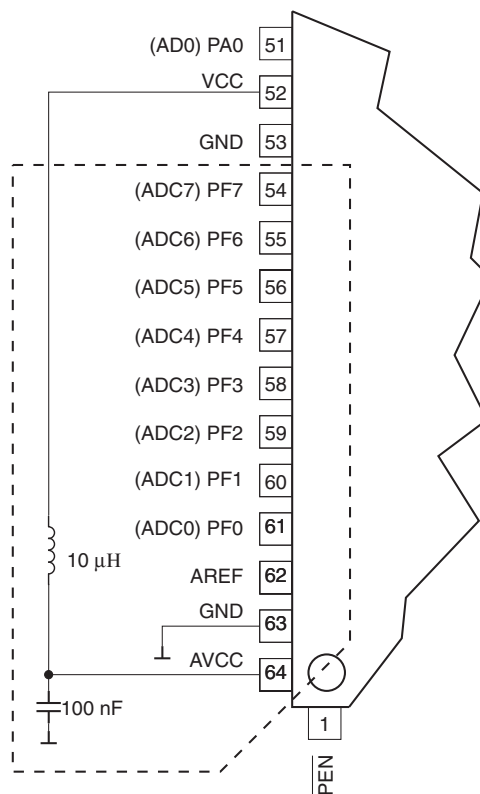 (AD0) PA0 51
VCC 52
GND 53
(ADC7) PF7 54
(ADC6) PF6 55
(ADC5) PF5 56
(ADC4) PF4 57
(ADC3) PF3 58
(ADC2) PF2 59
(ADC1) PF1 60
(ADC0) PF0 61
10 μH
AREF 62
GND 63
AVCC 64
100 nF
1
PEN